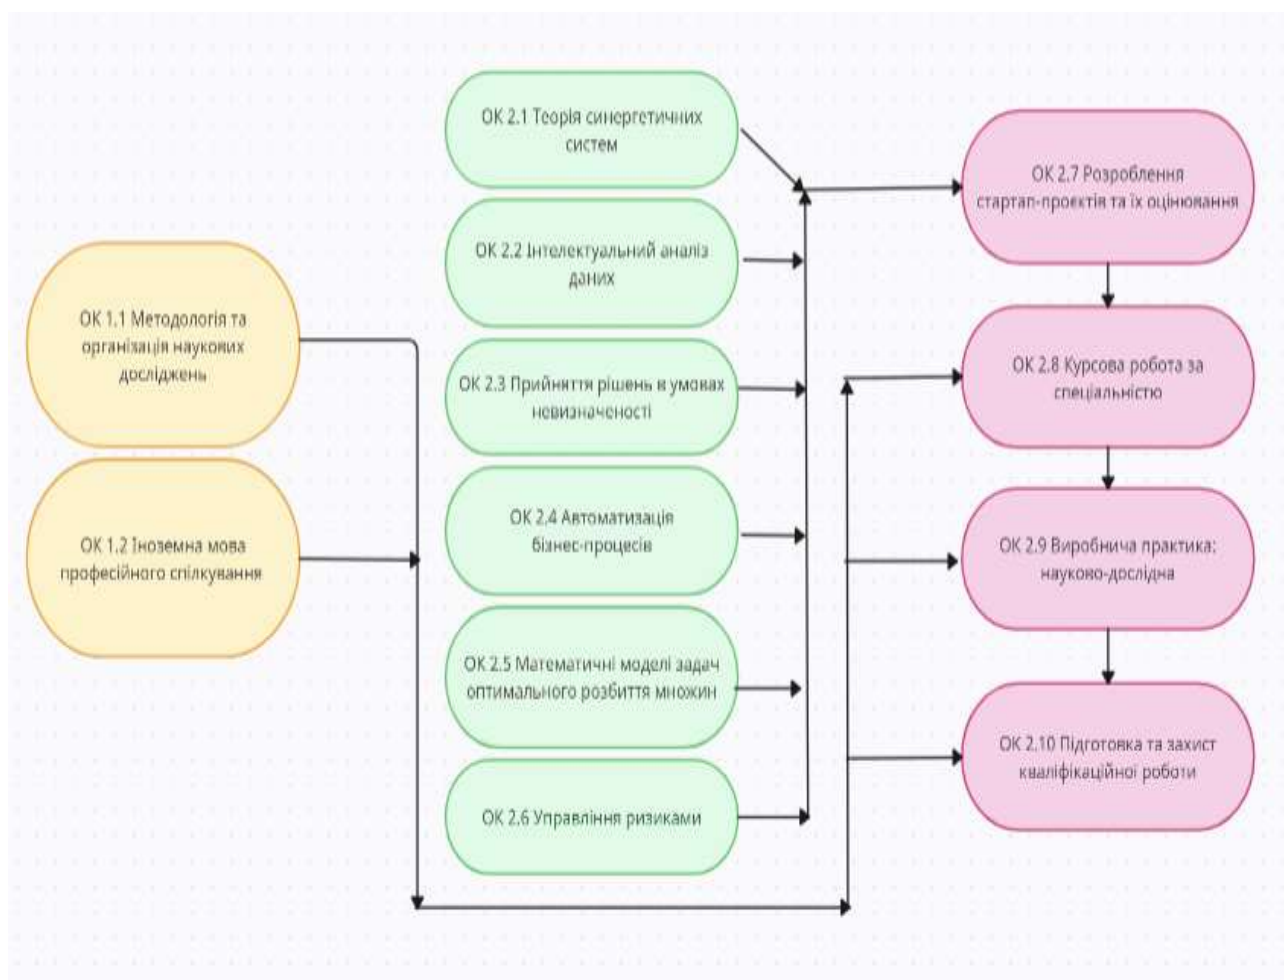 ОК 1.1 Методологія та
організація наукових
досліджень
ОК 1.2 Іноземна мова
професійного спілкування
ОК 2.1 Теорія синергетичних
систем
ОК 2.2 Інтелектуальний аналіз
даних
ОК 2.3 Прийняття рішень в умовах
невизначеності
ОК 2.4 Автоматизація
бізнес-процесів
ОК 2.5 Математичні моделі задач
оптимального розбиття множин
ОК 2.6 Управління ризиками
ОК 2.7 Розроблення
стартап-проєктів та їх оцінювання
ОК 2.8 Курсова робота за
спеціальністю
ОК 2.9 Виробнича практика:
науково-дослідна
ОК 2.10 Підготовка та захист
кваліфікаційної роботи